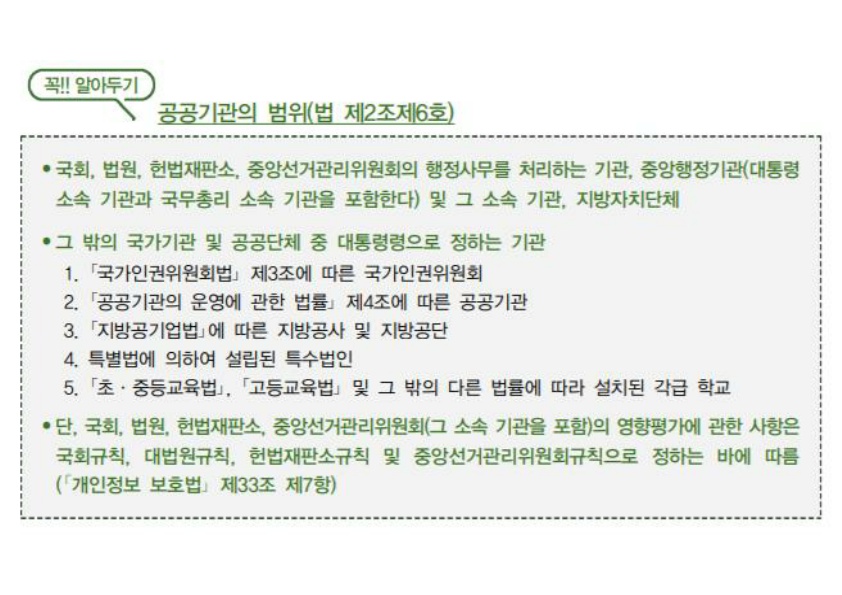 꼭!! 알아두기
공공기관의 범위(법 제2조제6호)
• 국회, 법원, 헌법재판소, 중앙선거관리위원회의 행정사무를 처리하는 기관, 중앙행정기관(대통령
소속 기관과 국무총리 소속 기관을 포함한다) 및 그 소속 기관, 지방자치단체
• 그 밖의 국가기관 및 공공단체 중 대통령령으로 정하는 기관
1. 「국가인권위원회법」 제3조에 따른 국가인권위원회
2. 「공공기관의 운영에 관한 법률」 제4조에 따른 공공기관
3. 「지방공기업법」에 따른 지방공사 및 지방공단
4. 특별법에 의하여 설립된 특수법인
5. 「초ㆍ중등교육법」, 「고등교육법」 및 그 밖의 다른 법률에 따라 설치된 각급 학교
• 단, 국회, 법원, 헌법재판소, 중앙선거관리위원회(그 소속 기관을 포함)의 영향평가에 관한 사항은
국회규칙, 대법원규칙, 헌법재판소규칙 및 중앙선거관리위원회규칙으로 정하는 바에 따름
(「개인정보 보호법」 제33조 제7항)